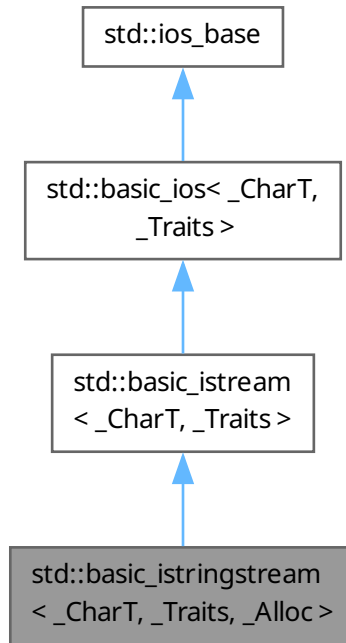 std::ios_base
std::basic_ios< _CharT,
_Traits >
std::basic_istream
< _CharT, _Traits >
std::basic_istringstream
< _CharT, _Traits, _Alloc >